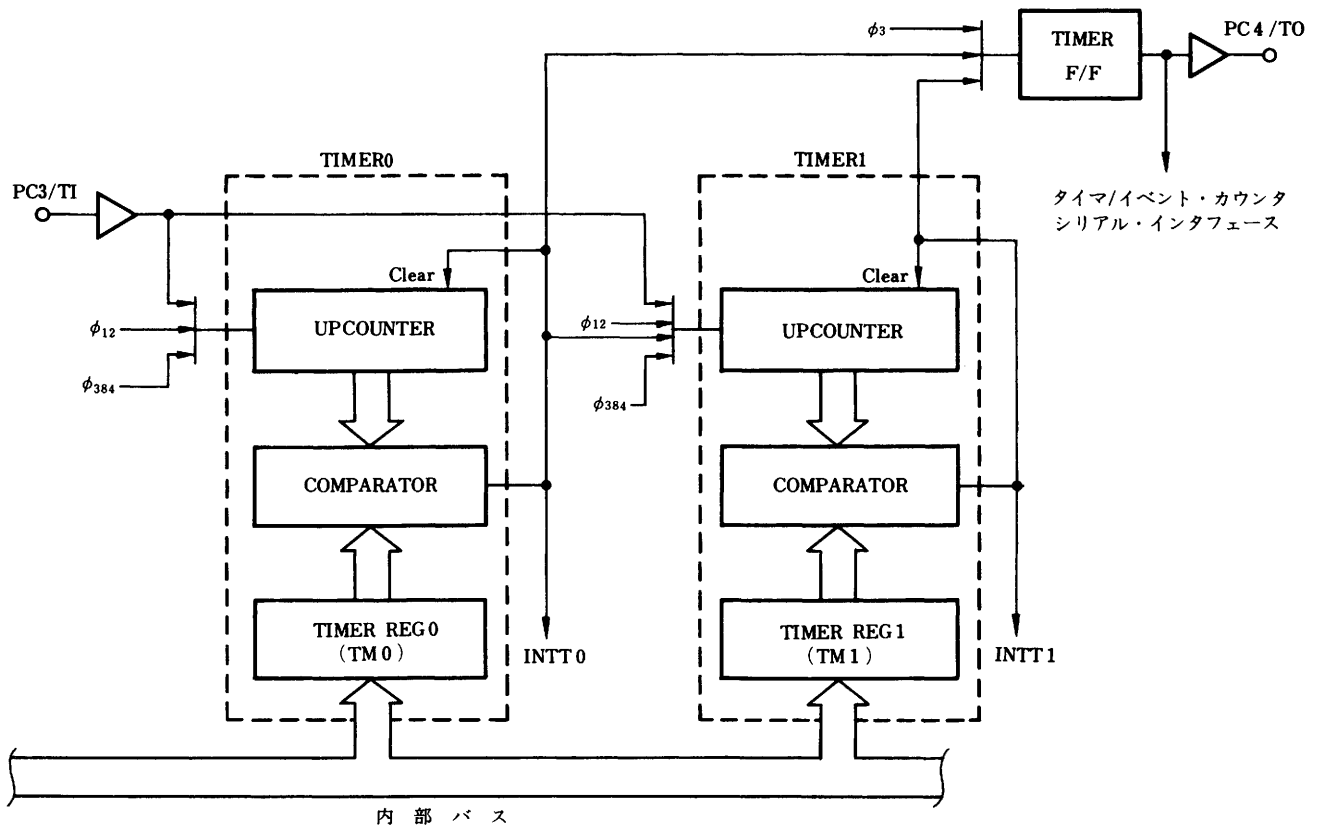 φ3
TIMER
F/F
PC4/TO
TIMER0
TIMER1
PC3/TI
タイマ/イベント・カウンタ
シリアル・インタフェース
Clear
Clear
UPCOUNTER
UPCOUNTER
φ12
φ12
φ384
φ384
COMPARATOR
COMPARATOR
TIMER REG0
(TM0)
TIMER REG1
(TM1)
INTT0
INTT1
内部バス